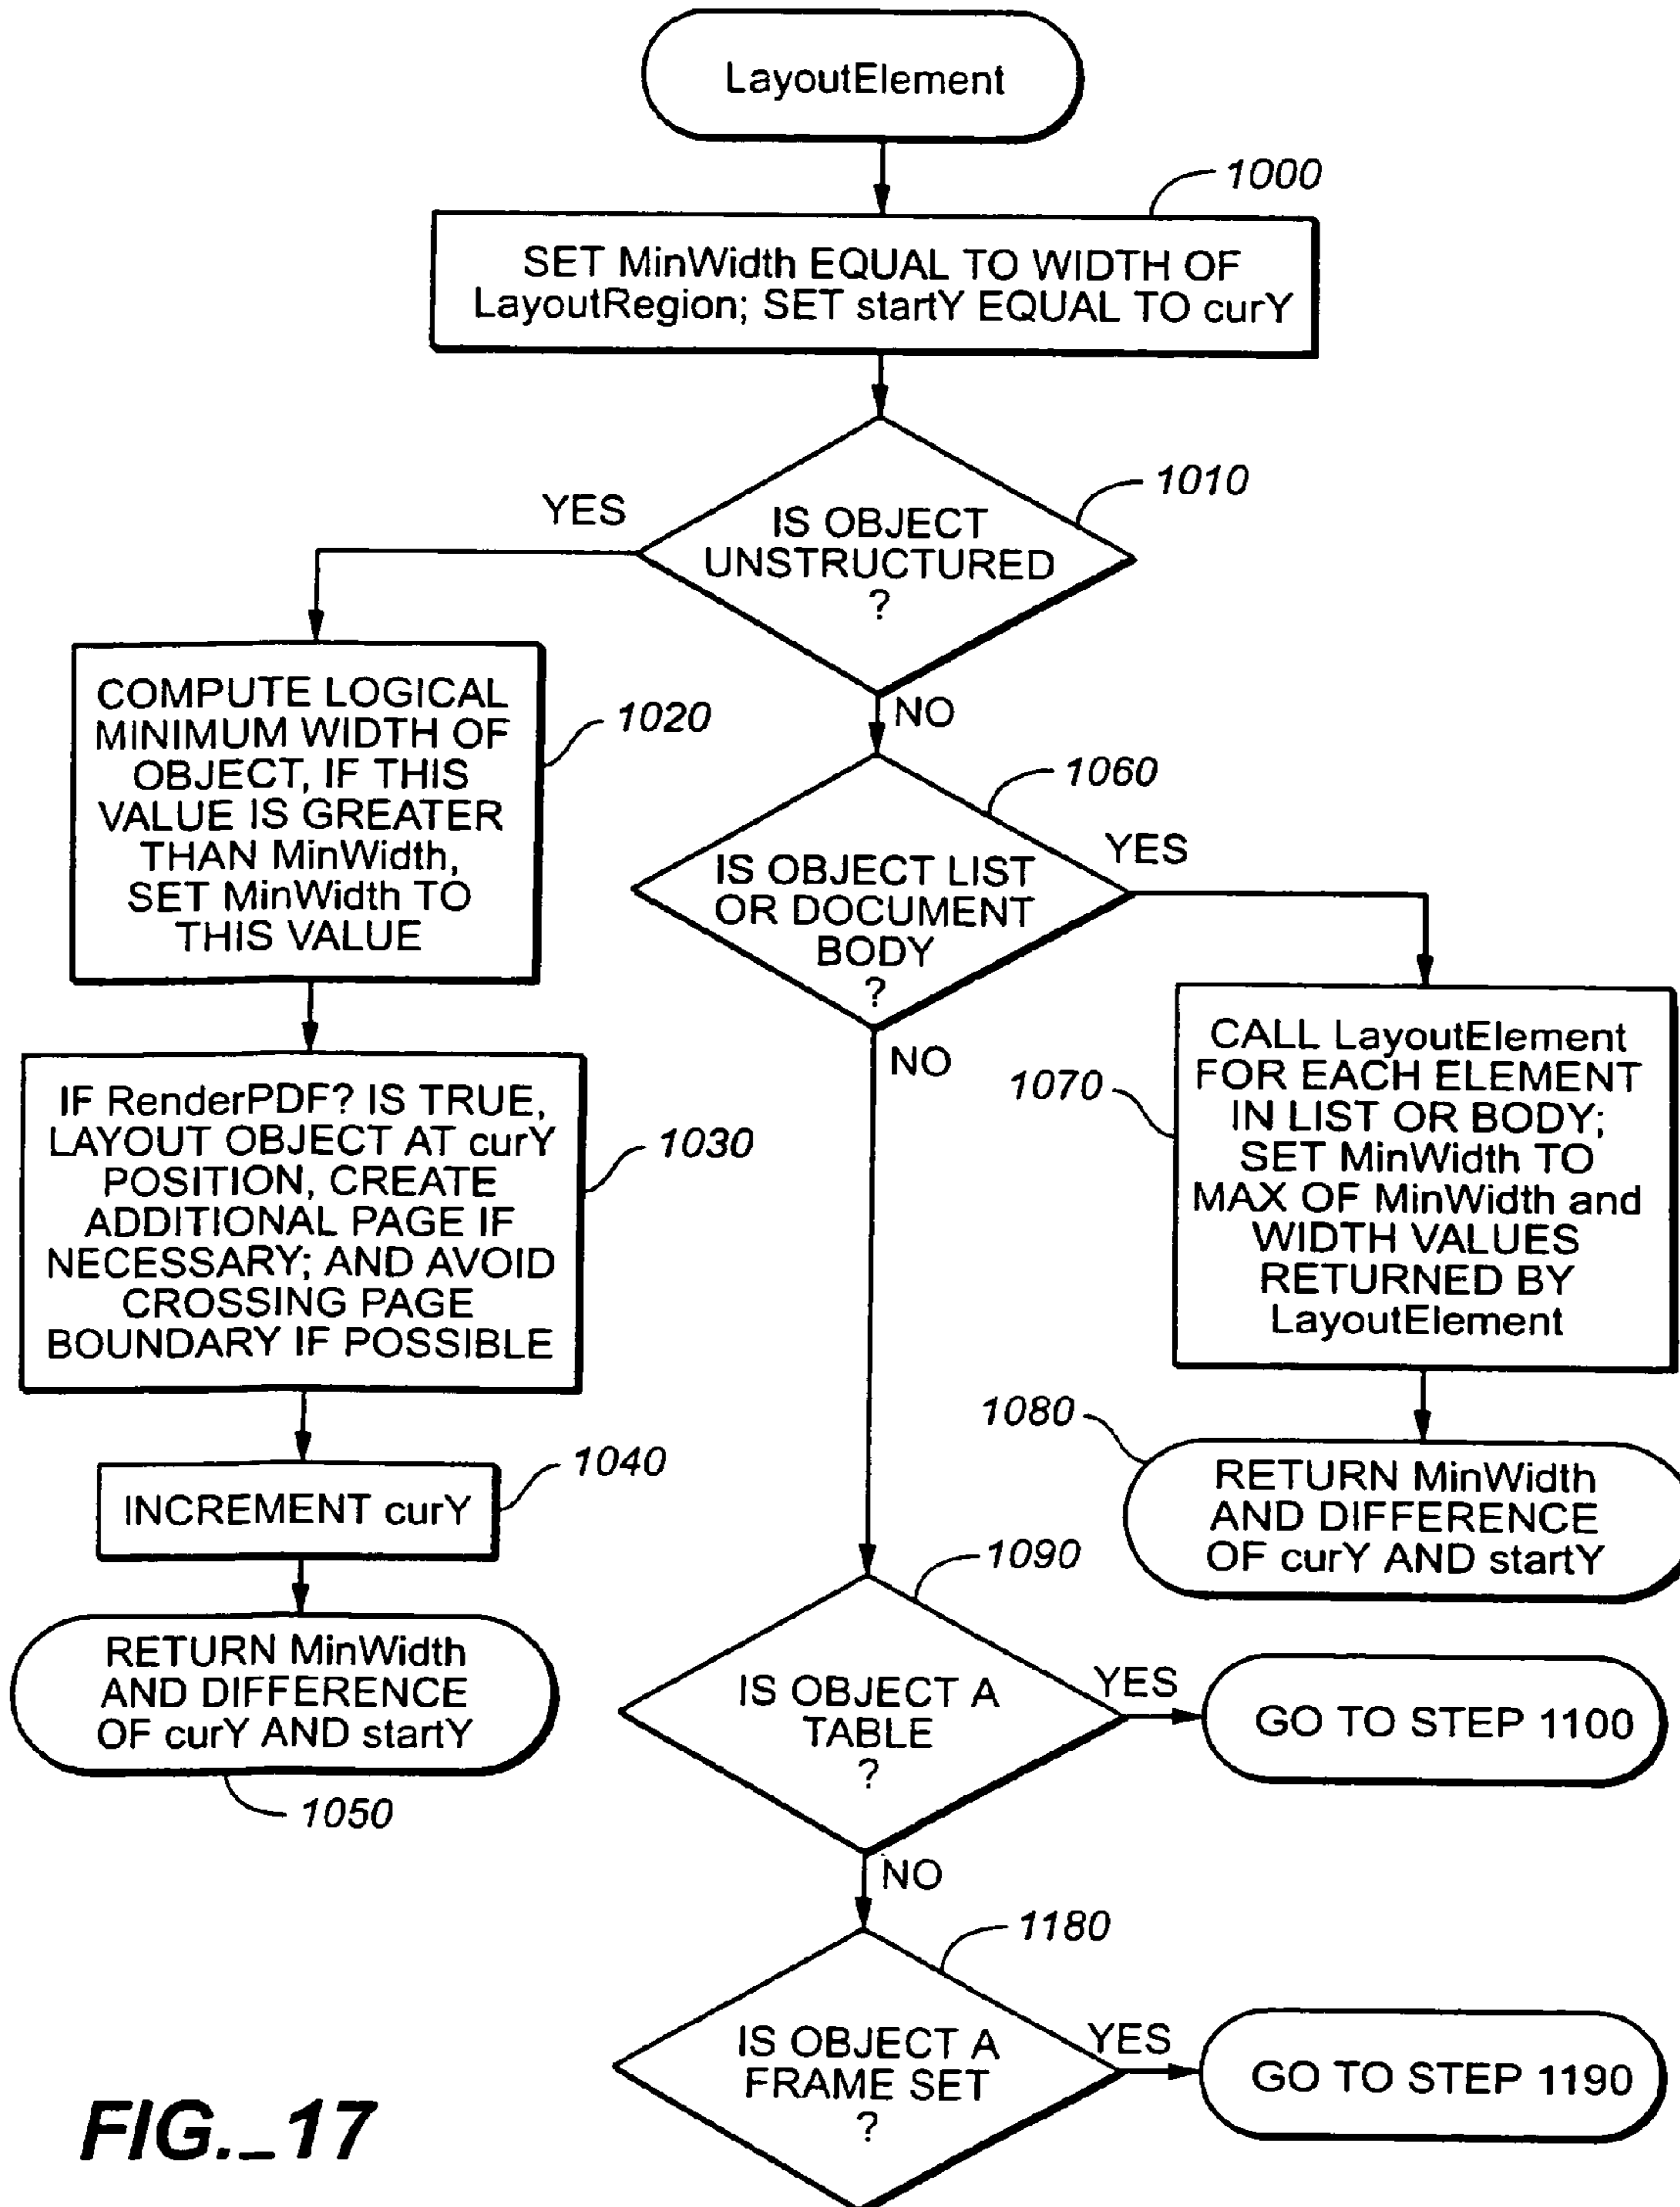 LayoutElement
1000
SET MinWidth EQUAL TO WIDTH OF
LayoutRegion; SET startY EQUAL TO curY
1010
YES
IS OBJECT
UNSTRUCTURED
?
NO
COMPUTE LOGICAL
MINIMUM WIDTH OF
OBJECT, IF THIS
VALUE IS GREATER
THAN MinWidth,
SET MinWidth TO
THIS VALUE
1020
1060
IS OBJECT LIST
OR DOCUMENT
BODY
?
YES
NO
IF RenderPDF? IS TRUE,
LAYOUT OBJECT AT curY
POSITION, CREATE
ADDITIONAL PAGE IF
NECESSARY; AND AVOID
CROSSING PAGE
BOUNDARY IF POSSIBLE
1030
1070
CALL LayoutElement
FOR EACH ELEMENT
IN LIST OR BODY;
SET MinWidth TO
MAX OF MinWidth and
WIDTH VALUES
RETURNED BY
LayoutElement
1080
RETURN MinWidth
AND DIFFERENCE
OF curY AND startY
INCREMENT curY
1040
RETURN MinWidth
AND DIFFERENCE
OF curY AND startY
1050
1090
IS OBJECT A
TABLE
?
YES
GO TO STEP 1100
NO
1180
IS OBJECT A
FRAME SET
?
YES
GO TO STEP 1190
FIG._17